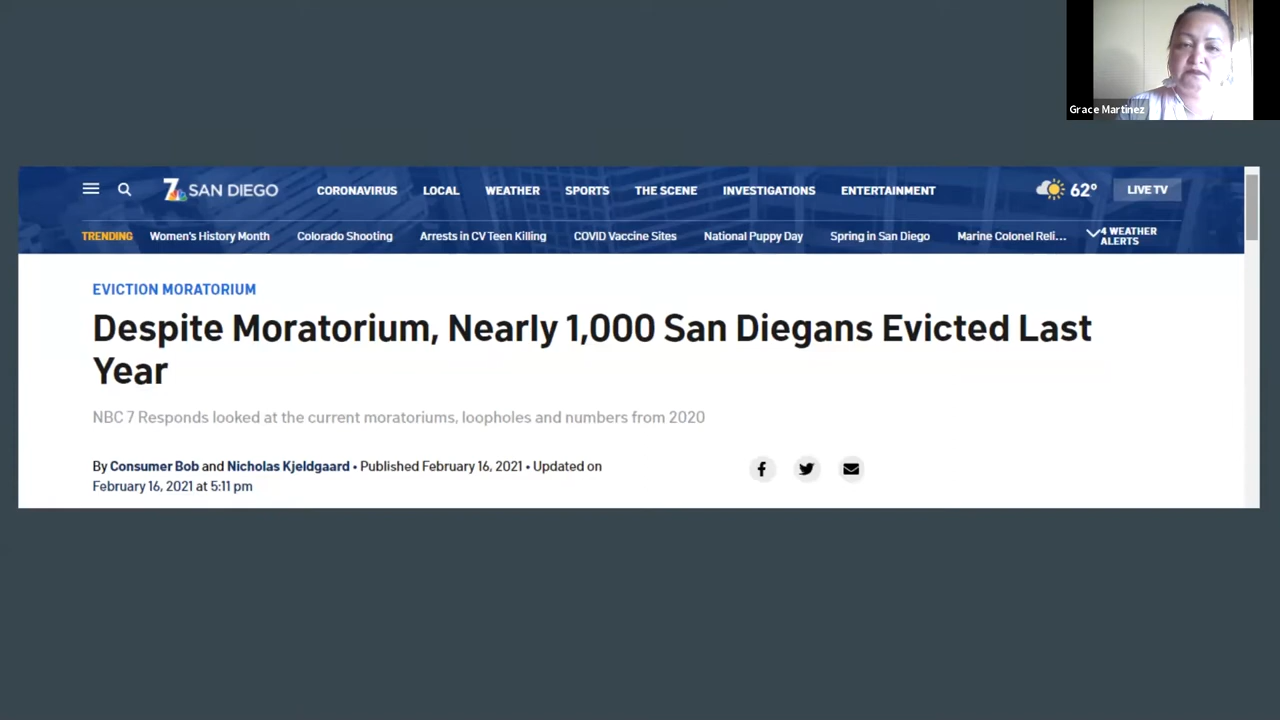 Grace Martinez
7 SAN DIEGO
CORONAVIRUS LOCAL WEATHER SPORTS THE SCENE INVESTIGATIONS ENTERTAINMENT 62° LIVE TV
TRENDING Women's History Month Colorado Shooting Arrests in CV Teen Killing COVID Vaccine Sites National Puppy Day Spring in San Diego Marine Colonel Reli... 4 WEATHER
ALERTS
EVICTION MORATORIUM
Despite Moratorium, Nearly 1,000 San Diegans Evicted Last
Year
NBC 7 Responds looked at the current moratoriums, loopholes and numbers from 2020
By Consumer Bob and Nicholas Kjeldgaard • Published February 16, 2021 • Updated on
February 16, 2021 at 5:11 pm